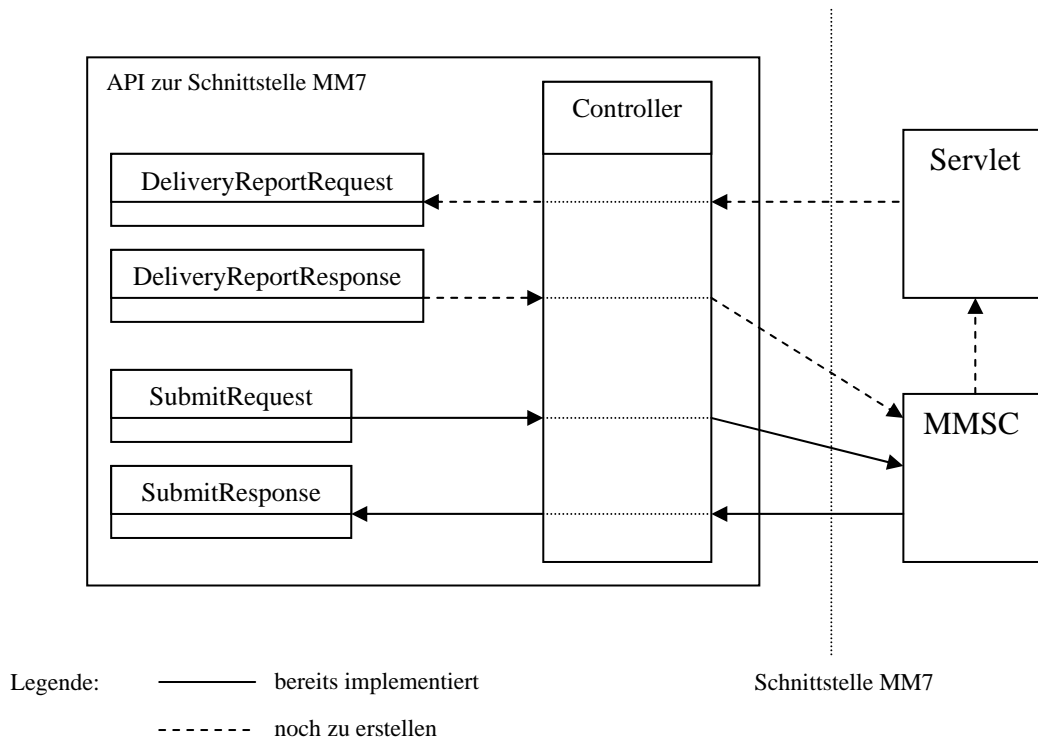 API zur Schnittstelle MM7
Controller
Servlet
DeliveryReportRequest
DeliveryReportResponse
SubmitRequest
MMSC
SubmitResponse
Legende:
bereits implementiert
Schnittstelle MM7
noch zu erstellen